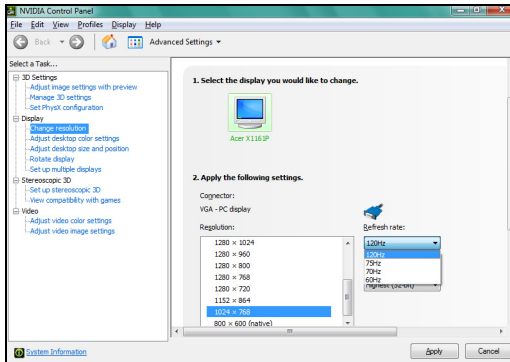 NVIDIA Control Panel
File Edit View Profiles Display Help
Back Advanced Settings
Select a Task...
3D Settings
Adjust image settings with preview
Manage 3D settings
Set PhysX configuration
Display
Change resolution
Adjust desktop color settings
Adjust desktop size and position
Rotate display
Set up multiple displays
Stereoscopic 3D
Set up stereoscopic 3D
View compatibility with games
Video
Adjust video color settings
Adjust video image settings
1. Select the display you would like to change.
Acer X1161P
2. Apply the following settings.
Connector:
VGA - PC display
Resolution:
Refresh rate:
1280 × 1024
1280 × 960
1280 × 800
1280 × 768
1280 × 720
1152 × 864
1024 × 768
800 × 600 (native)
120Hz
120Hz
75Hz
70Hz
60Hz
Highest (32-bit)
System Information
Apply Cancel